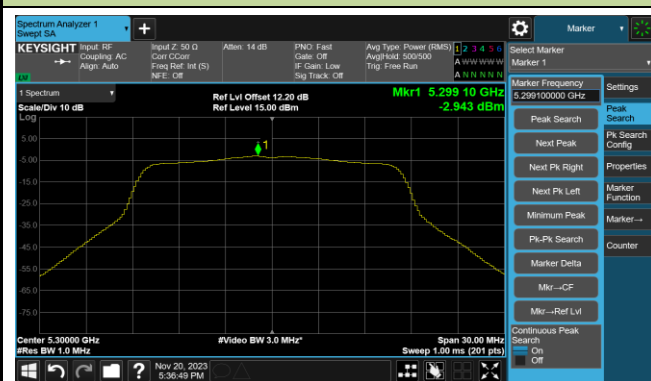 Spectrum Analyzer 1
Swept SA
+
Marker
KEYSIGHT
Input: RF
Coupling: AC
Align: Auto
Input Z: 50 Ω
Corr CCorr
Freq Ref: Int (S)
NFE: Off
Atten: 14 dB
PNO: Fast
Gate: Off
IF Gain: Low
Sig Track: Off
Avg Type: Power (RMS)
Avg|Hold: 500/500
Trig: Free Run
1 2 3 4 5 6
A W W W W W
A N N N N N
LVI
Select Marker
Marker 1
1 Spectrum
Scale/Div 10 dB
Log
Ref Lvl Offset 12.20 dB
Ref Level 15.00 dBm
Mkr1 5.299 10 GHz
-2.943 dBm
1
5.00
-5.00
-15.0
-25.0
-35.0
-45.0
-55.0
-65.0
-75.0
Center 5.30000 GHz
#Res BW 1.0 MHz
#Video BW 3.0 MHz*
Span 30.00 MHz
Sweep 1.00 ms (201 pts)
Marker Frequency
5.299100000 GHz
Peak Search
Next Peak
Next Pk Right
Next Pk Left
Minimum Peak
Pk-Pk Search
Marker Delta
Mkr→CF
Mkr→Ref Lvl
Continuous Peak
Search
On
Off
Settings
Peak
Search
Pk Search
Config
Properties
Marker
Function
Marker→
Counter
?
Nov 20, 2023
5:36:49 PM